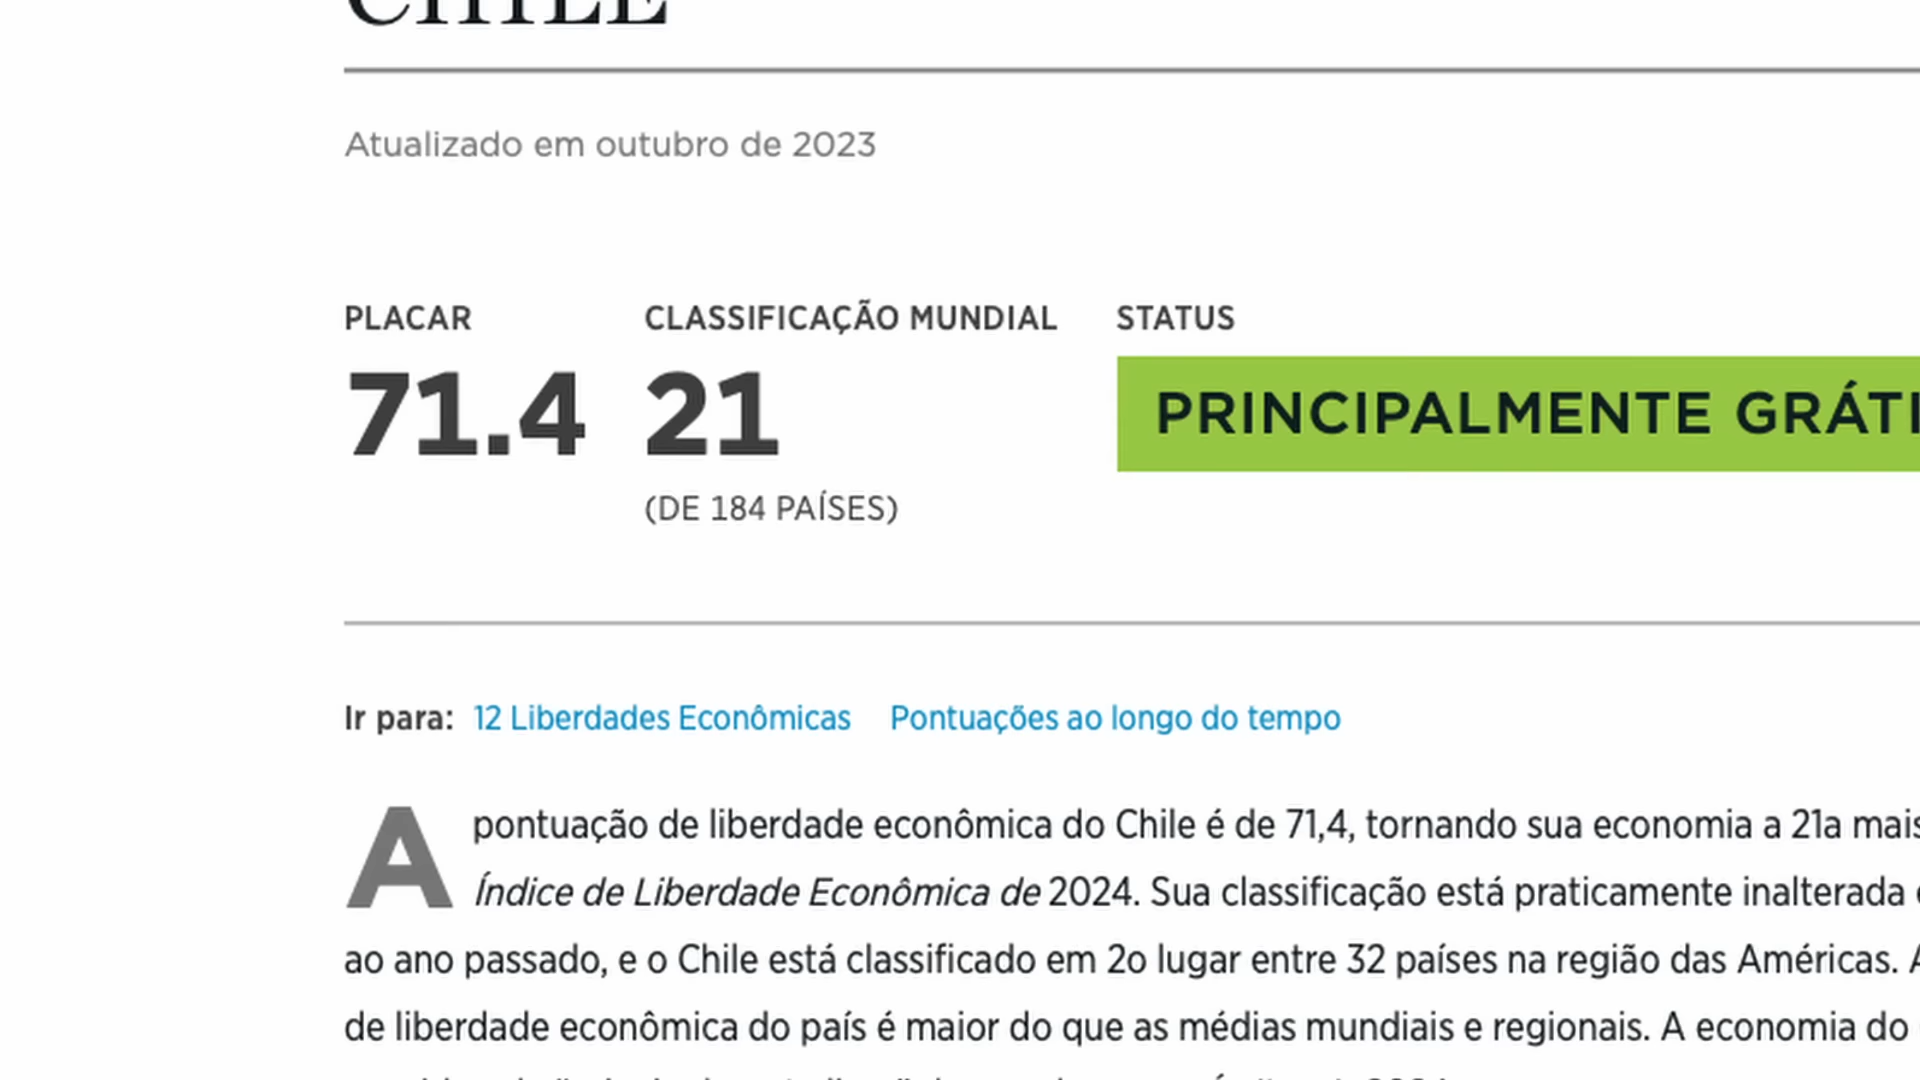 CHILE
Atualizado em outubro de 2023
PLACAR CLASSIFICAÇÃO MUNDIAL STATUS
71.4 21 PRINCIPALMENTE GRÁTI
(DE 184 PAÍSES)
Ir para: 12 Liberdades Econômicas Pontuações ao longo do tempo
A pontuação de liberdade econômica do Chile é de 71,4, tornando sua economia a 21a mais
Índice de Liberdade Econômica de 2024. Sua classificação está praticamente inalterada
ao ano passado, e o Chile está classificado em 2o lugar entre 32 países na região das Américas. A
de liberdade econômica do país é maior do que as médias mundiais e regionais. A economia do